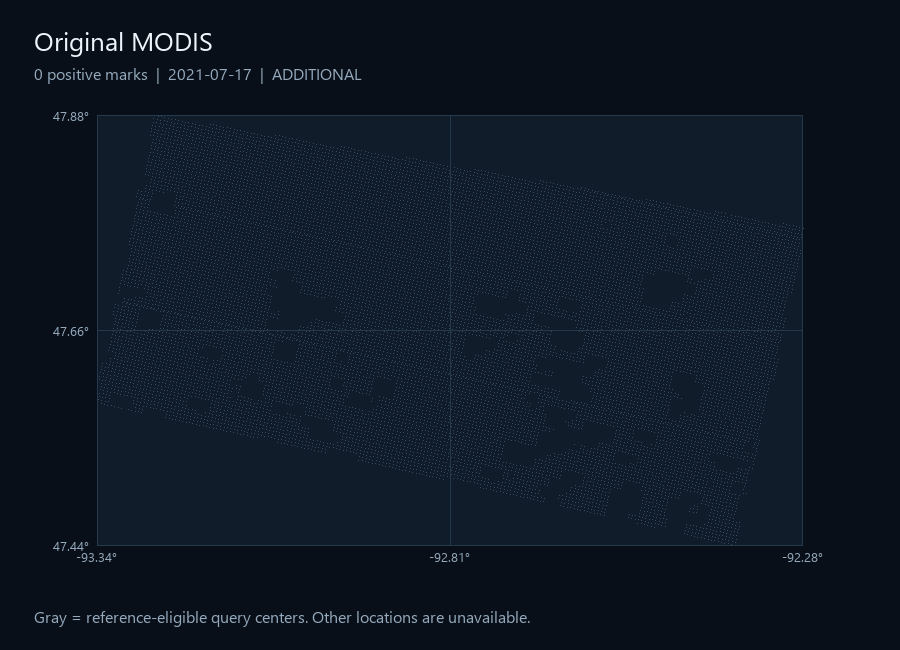 Original MODIS
0 positive marks | 2021-07-17 | ADDITIONAL
47.88°
47.66°
47.44°
-93.34°
-92.81°
-92.28°
Gray = reference-eligible query centers. Other locations are unavailable.